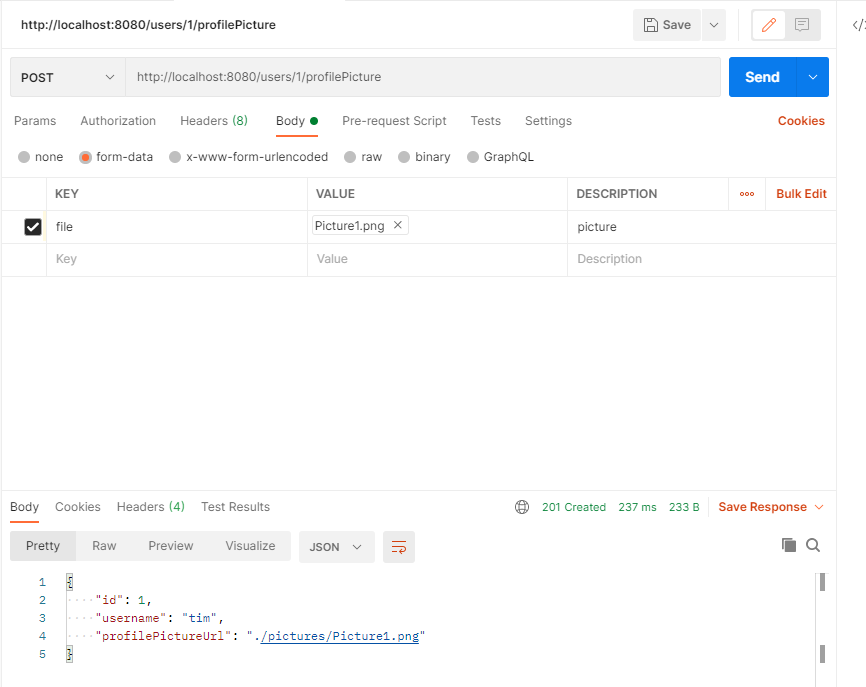 http://localhost:8080/users/1/profilePicture Save </>
POST http://localhost:8080/users/1/profilePicture Send
Params Authorization Headers (8) Body Pre-request Script Tests Settings Cookies
none form-data x-www-form-urlencoded raw binary GraphQL
KEY VALUE DESCRIPTION ooo Bulk Edit
file Picture1.png × picture
Key Value Description
Body Cookies Headers (4) Test Results 201 Created 237 ms 233 B Save Response
Pretty Raw Preview Visualize JSON
1 {
2 "id": 1,
3 "username": "tim",
4 "profilePictureUrl": "./pictures/Picture1.png"
5 }